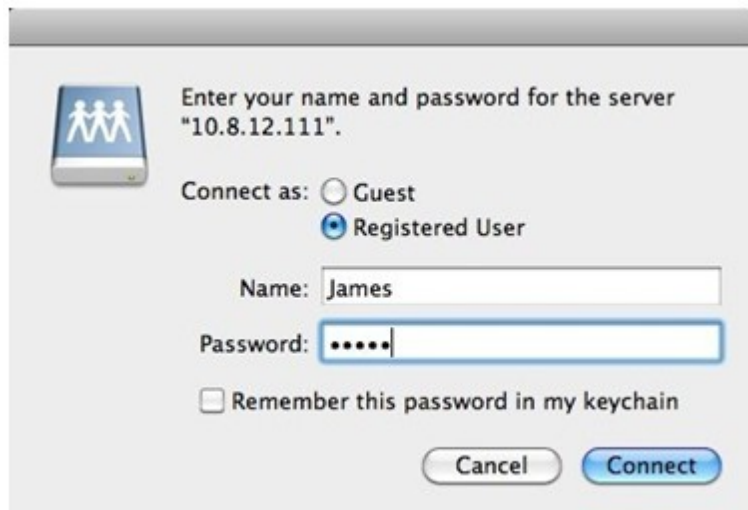 Enter your name and password for the server
"10.8.12.111".
Connect as: Guest
Registered User
Name: James
Password: •••••
Remember this password in my keychain
Cancel Connect